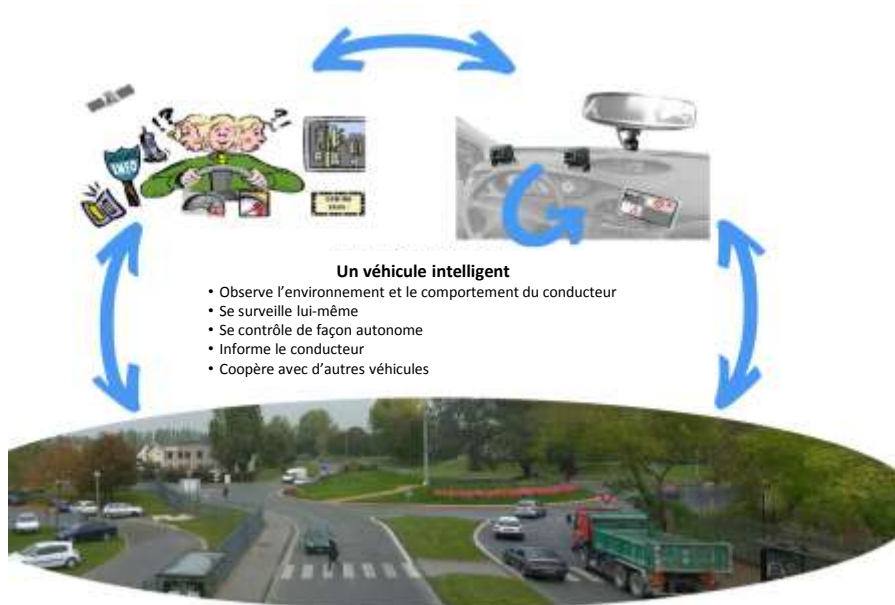 INFO
Un véhicule intelligent
• Observe l'environnement et le comportement du conducteur
• Se surveille lui-même
• Se contrôle de façon autonome
• Informe le conducteur
• Coopère avec d'autres véhicules